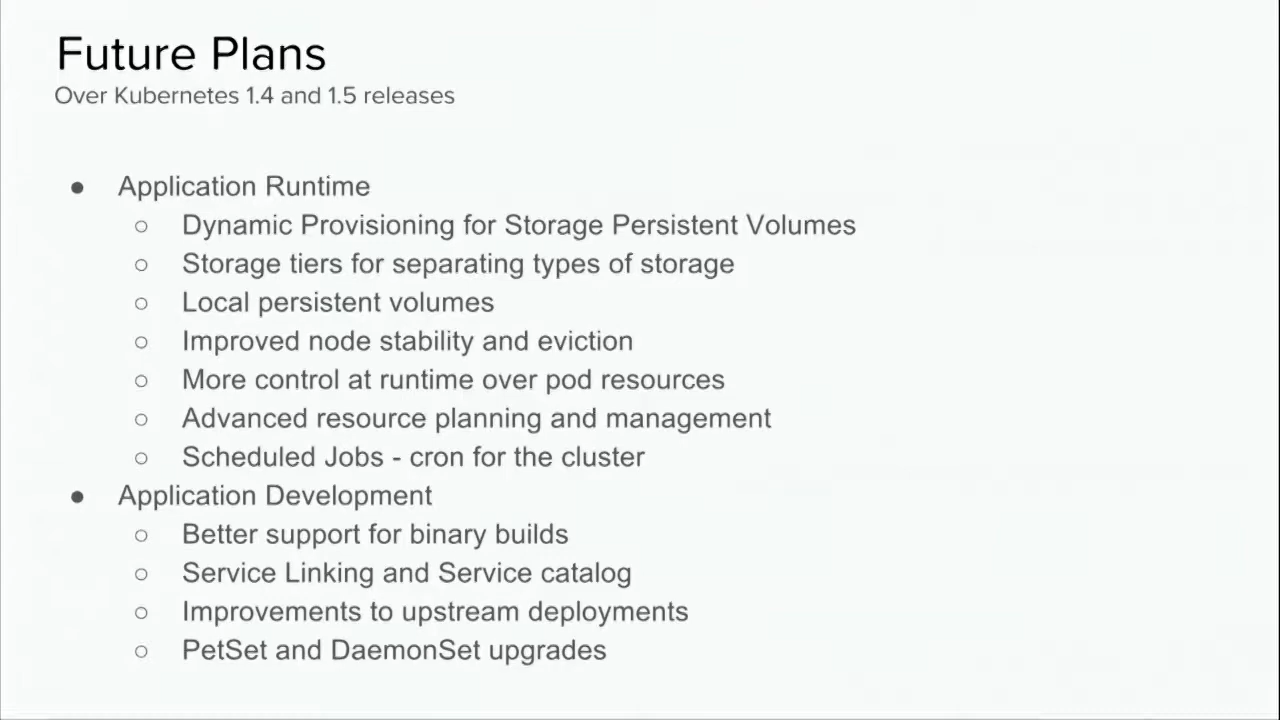 Future Plans
Over Kubernetes 1.4 and 1.5 releases
● Application Runtime
○ Dynamic Provisioning for Storage Persistent Volumes
○ Storage tiers for separating types of storage
○ Local persistent volumes
○ Improved node stability and eviction
○ More control at runtime over pod resources
○ Advanced resource planning and management
○ Scheduled Jobs - cron for the cluster
● Application Development
○ Better support for binary builds
○ Service Linking and Service catalog
○ Improvements to upstream deployments
○ PetSet and DaemonSet upgrades